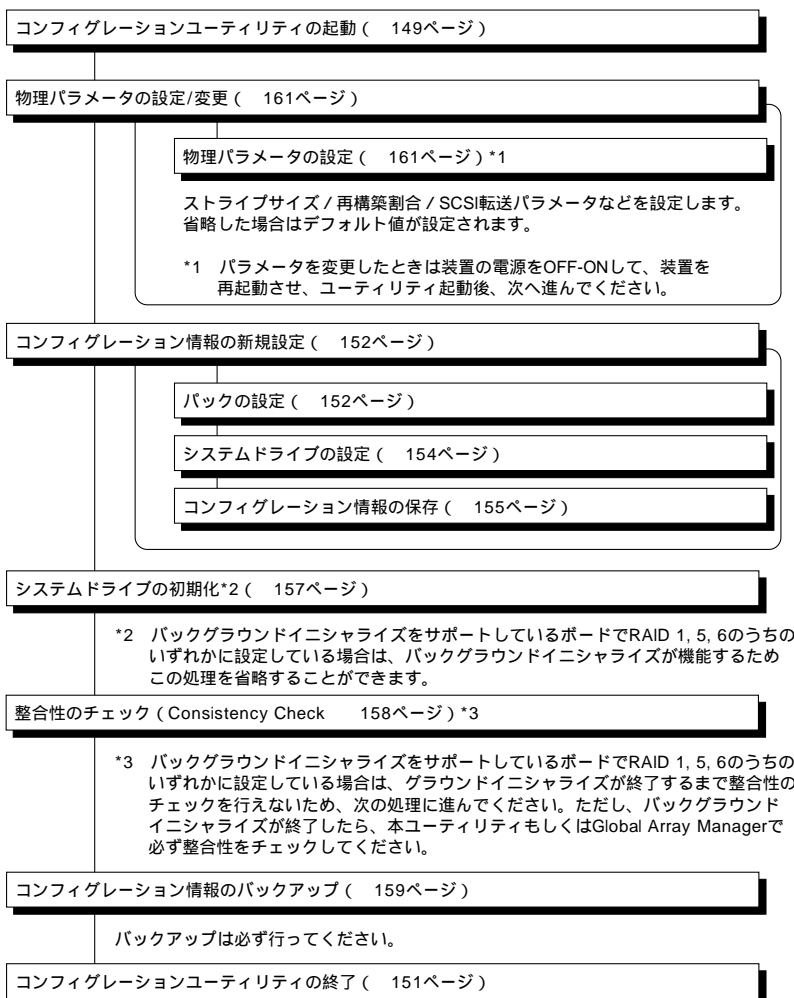 コンフィグレーションユーティリティの起動( 149ページ)
物理パラメータの設定/変更( 161ページ)
物理パラメータの設定( 161ページ)*1
ストライプサイズ / 再構築割合 / SCSI転送パラメータなどを設定します。
省略した場合はデフォルト値が設定されます。
*1 パラメータを変更したときは装置の電源をOFF-ONして、装置を
再起動させ、ユーティリティ起動後、次へ進んでください。
コンフィグレーション情報の新規設定( 152ページ)
パックの設定( 152ページ)
システムドライブの設定( 154ページ)
コンフィグレーション情報の保存( 155ページ)
システムドライブの初期化*2( 157ページ)
*2 バックグラウンドイニシャライズをサポートしているボードでRAID 1, 5, 6のうちの
いずれかに設定している場合は、バックグラウンドイニシャライズが機能するため
この処理を省略することができます。
整合性のチェック(Consistency Check 158ページ)*3
*3 バックグラウンドイニシャライズをサポートしているボードでRAID 1, 5, 6のうちの
いずれかに設定している場合は、グラウンドイニシャライズが終了するまで整合性の
チェックを行えないため、次の処理に進んでください。ただし、バックグラウンド
イニシャライズが終了したら、本ユーティリティもしくはGlobal Array Managerで
必ず整合性をチェックしてください。
コンフィグレーション情報のバックアップ( 159ページ)
バックアップは必ず行ってください。
コンフィグレーションユーティリティの終了( 151ページ)